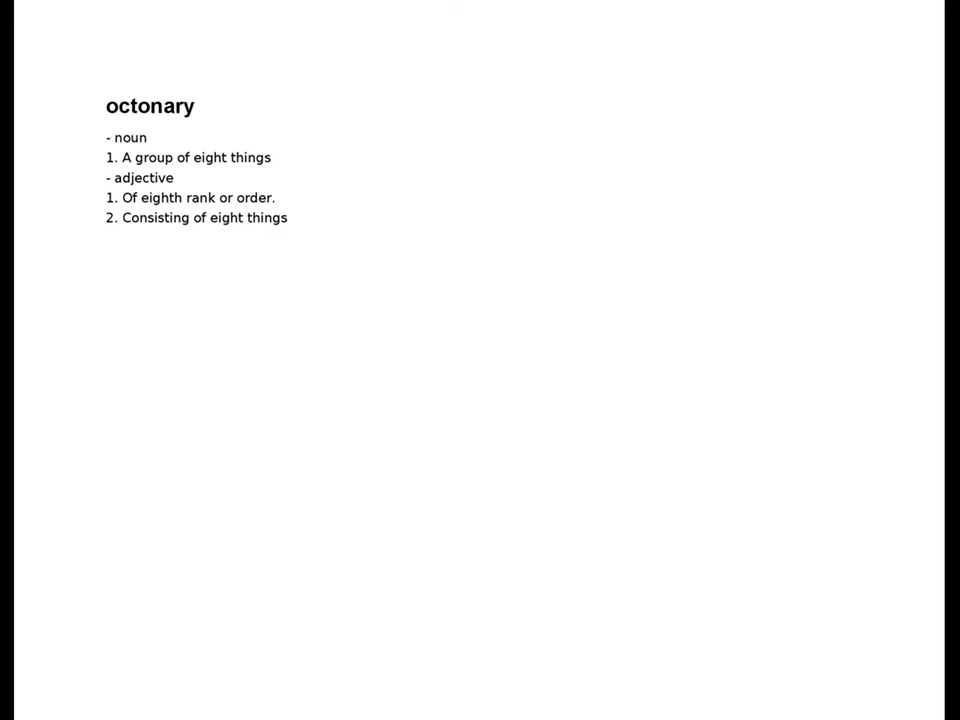 octonary
- noun
1. A group of eight things
- adjective
1. Of eighth rank or order.
2. Consisting of eight things